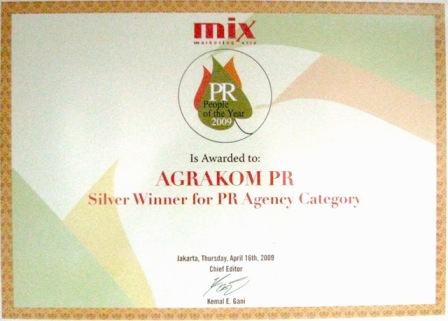 mix
marketing xtra
PR
People
of the Year
2009
Is Awarded to:
AGRAKOM PR
Silver Winner for PR Agency Category
Jakarta, Thursday, April 16th, 2009
Chief Editor
Kemal E. Gani